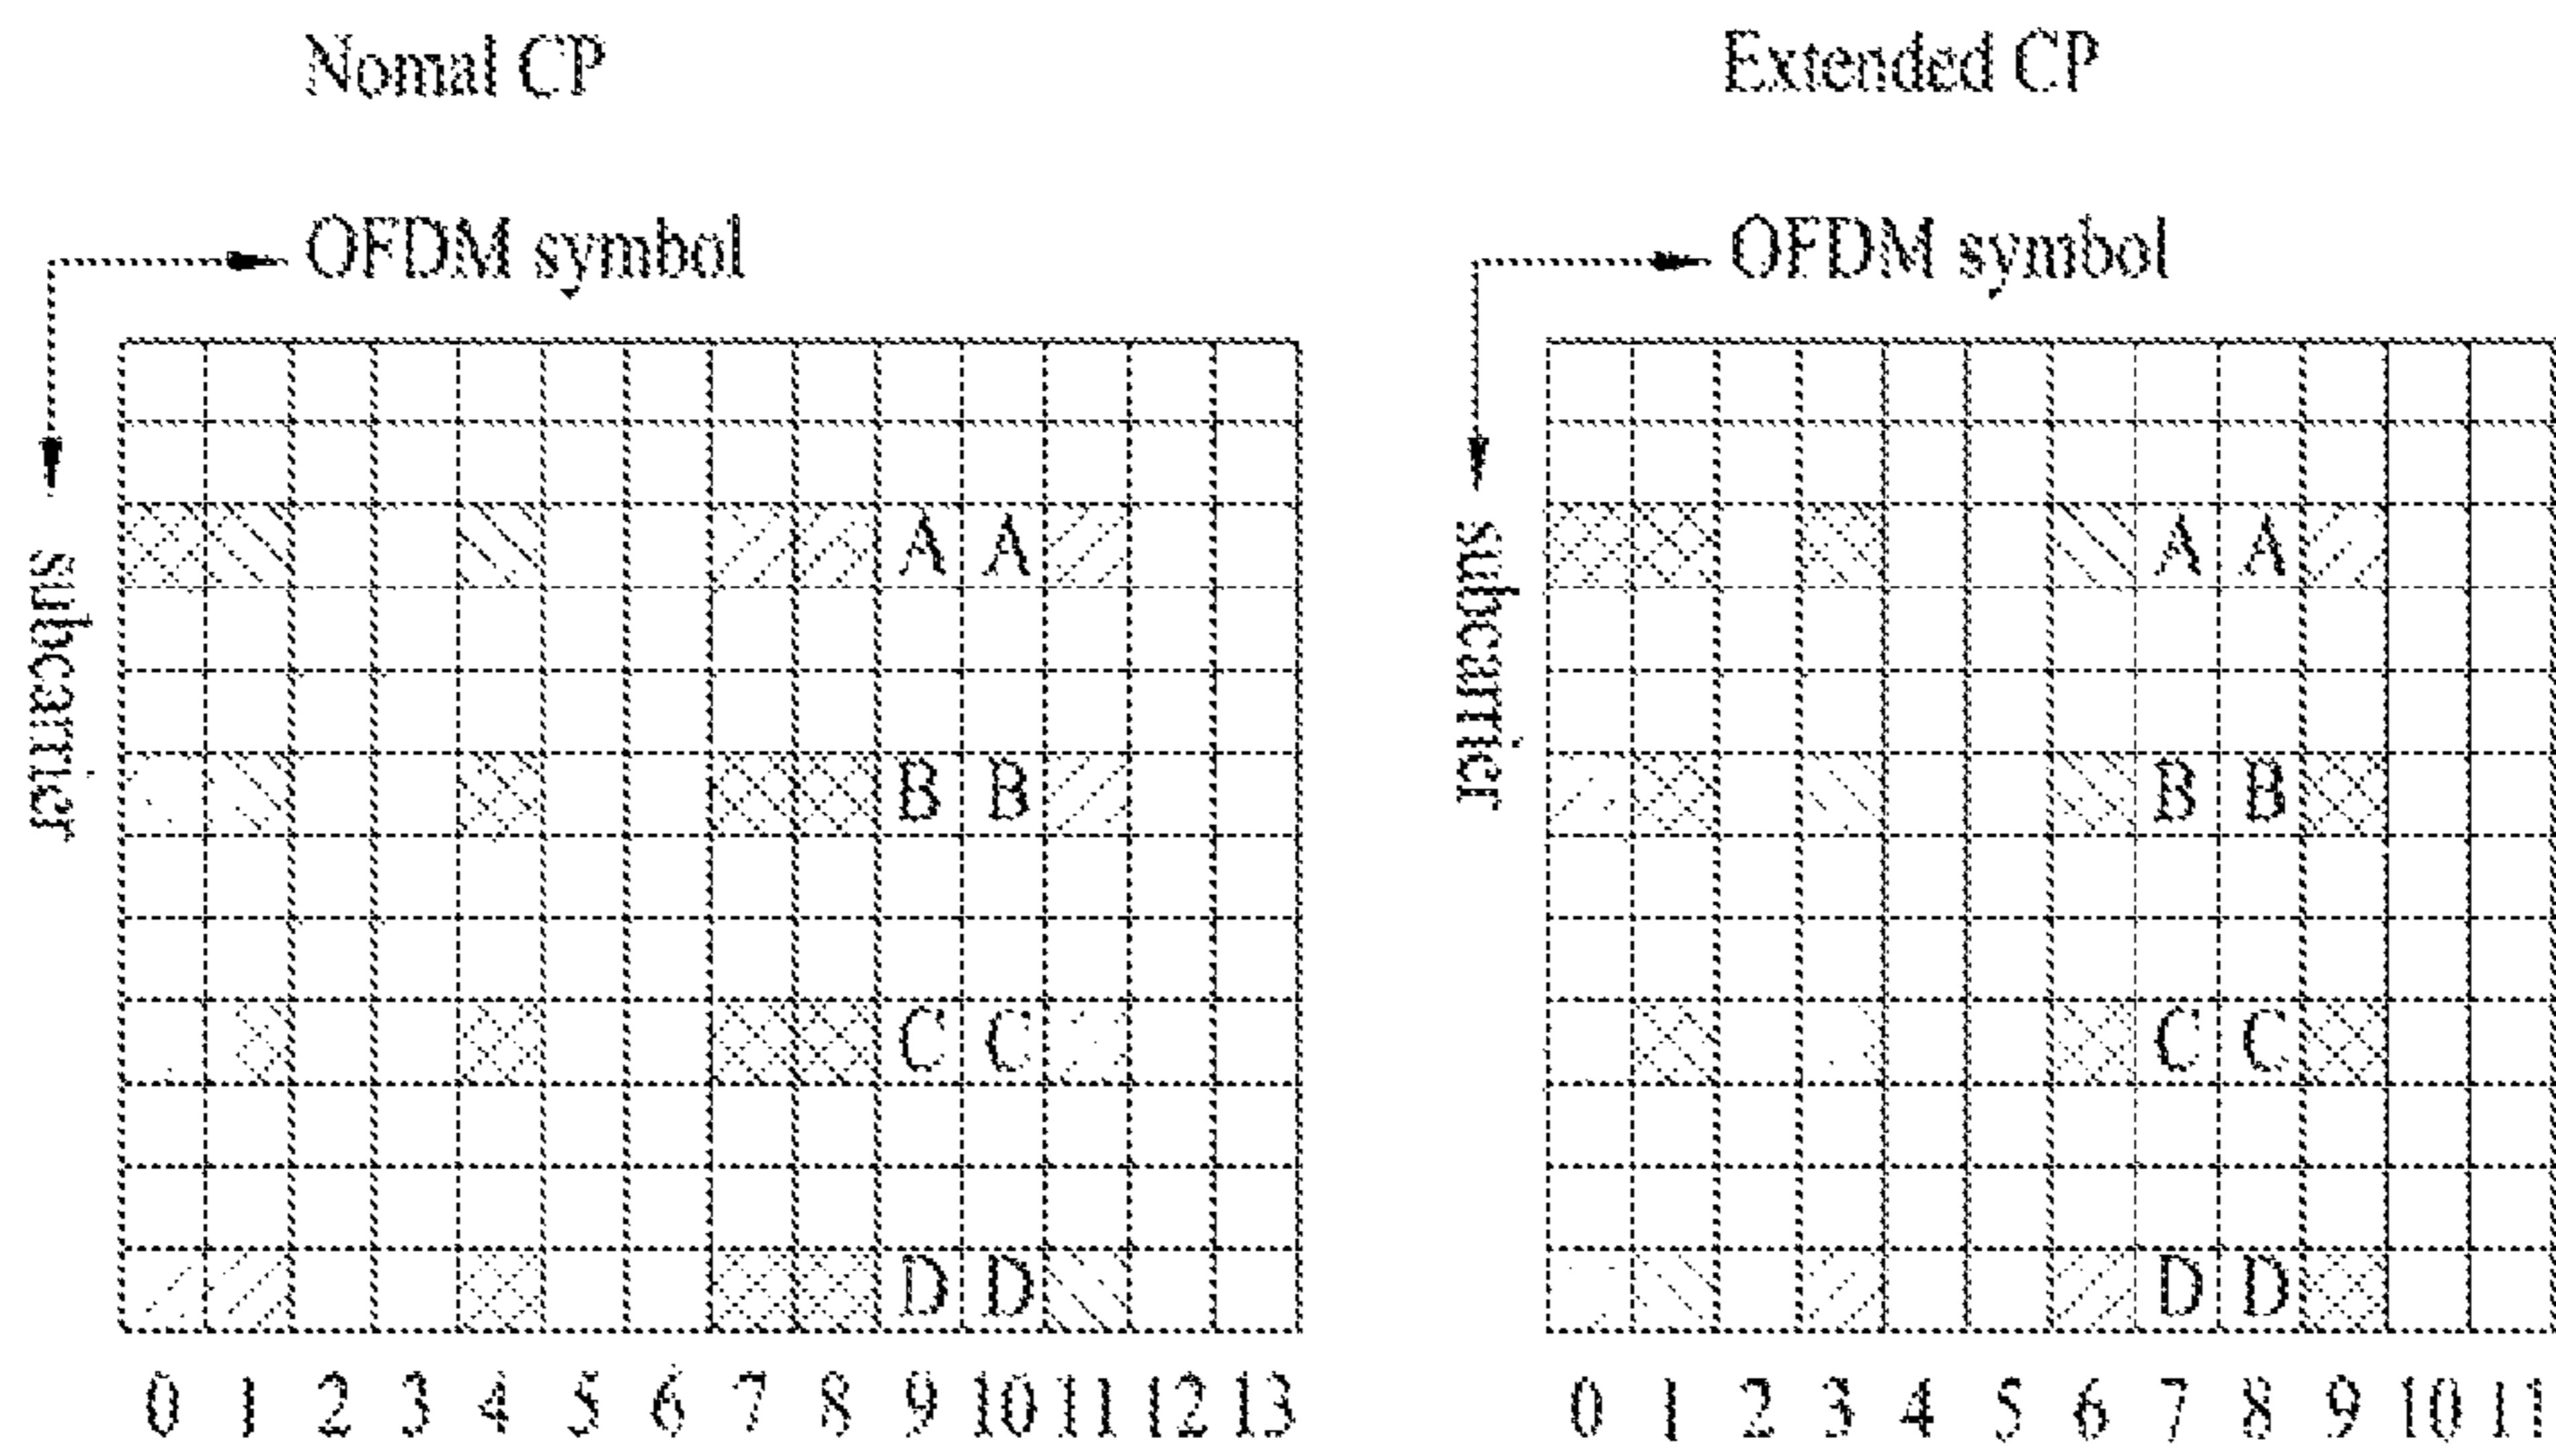 Nomal CP
OFDM symbol
subcarrier
A A
B B
C C
D D
0 1 2 3 4 5 6 7 8 9 10 11 12 13
Extended CP
OFDM symbol
subcarrier
A A
B B
C C
D D
0 1 2 3 4 5 6 7 8 9 10 11